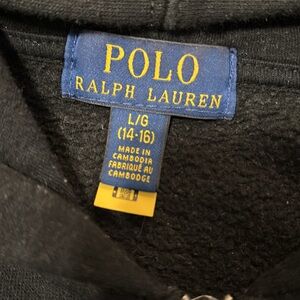 POLO
RALPH LAUREN
L/G
(14-16)
MADE IN
CAMBODIA
FABRIQUÉ AU
CAMBODGE